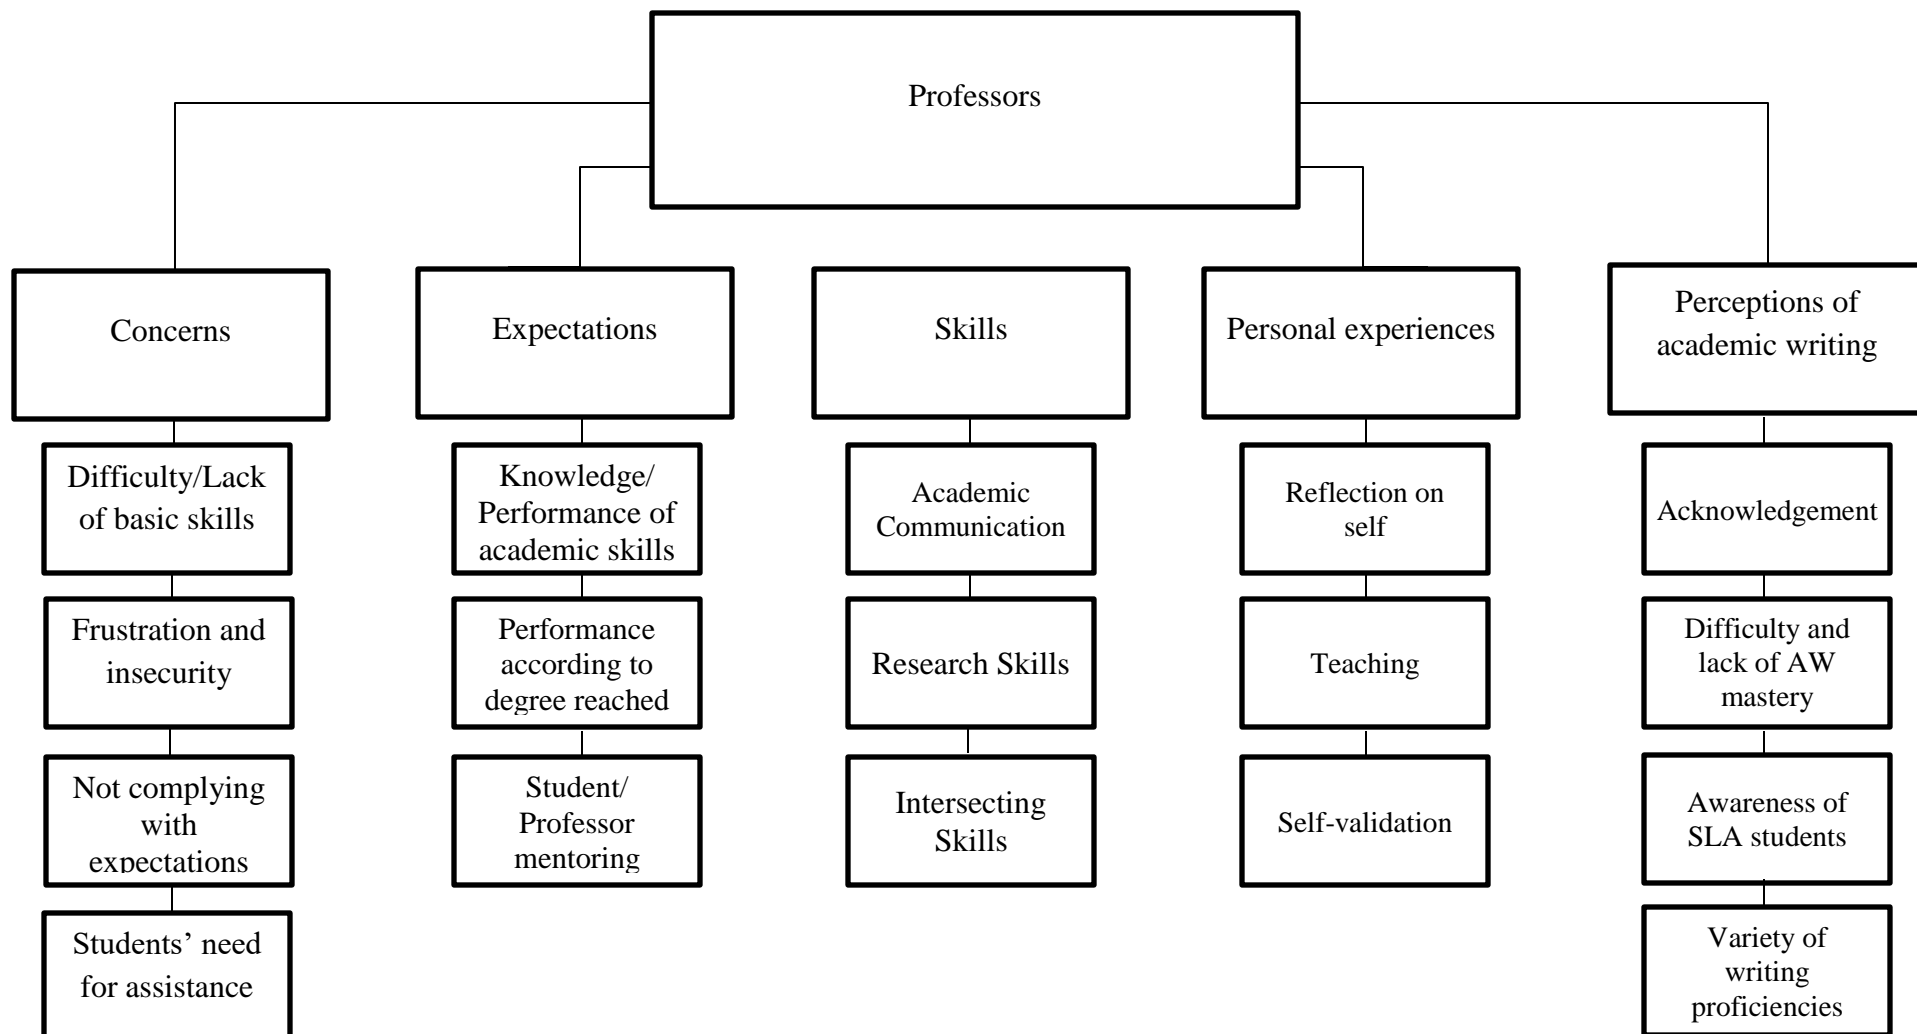 Professors
Concerns
Difficulty/Lack
of basic skills
Frustration and
insecurity
Not complying
with
expectations
Students’ need
for assistance
Expectations
Knowledge/
Performance of
academic skills
Performance
according to
degree reached
Student/
Professor
mentoring
Skills
Academic
Communication
Research Skills
Intersecting
Skills
Personal experiences
Reflection on
self
Teaching
Self-validation
Perceptions of
academic writing
Acknowledgement
Difficulty and
lack of AW
mastery
Awareness of
SLA students
Variety of
writing
proficiencies